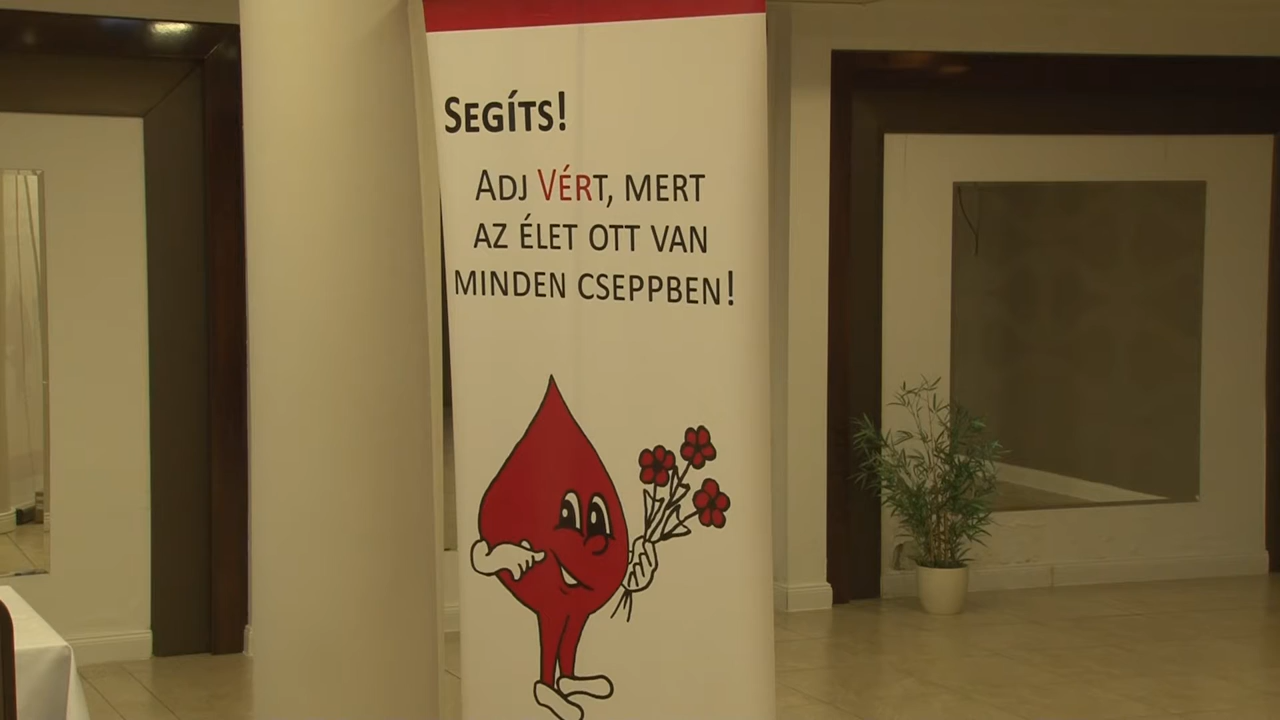 SEGÍTS!
ADJ VÉRT, MERT
AZ ÉLET OTT VAN
MINDEN CSEPPBEN!